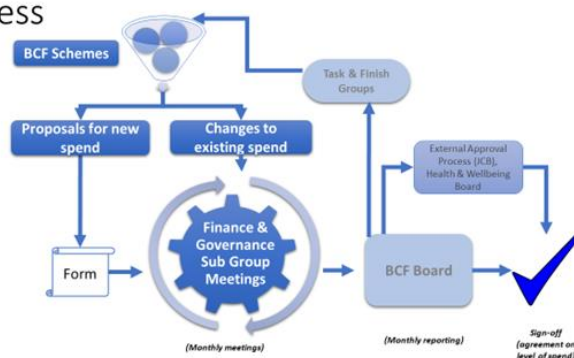 ess
BCF Schemes
Task & Finish
Groups
Proposals for new
spend
Changes to
existing spend
External Approval
Process (JCB),
Health & Wellbeing
Board
Form
Finance &
Governance
Sub Group
Meetings
BCF Board
(Monthly meetings)
(Monthly reporting)
Sign-off
(agreement on
level of spend)